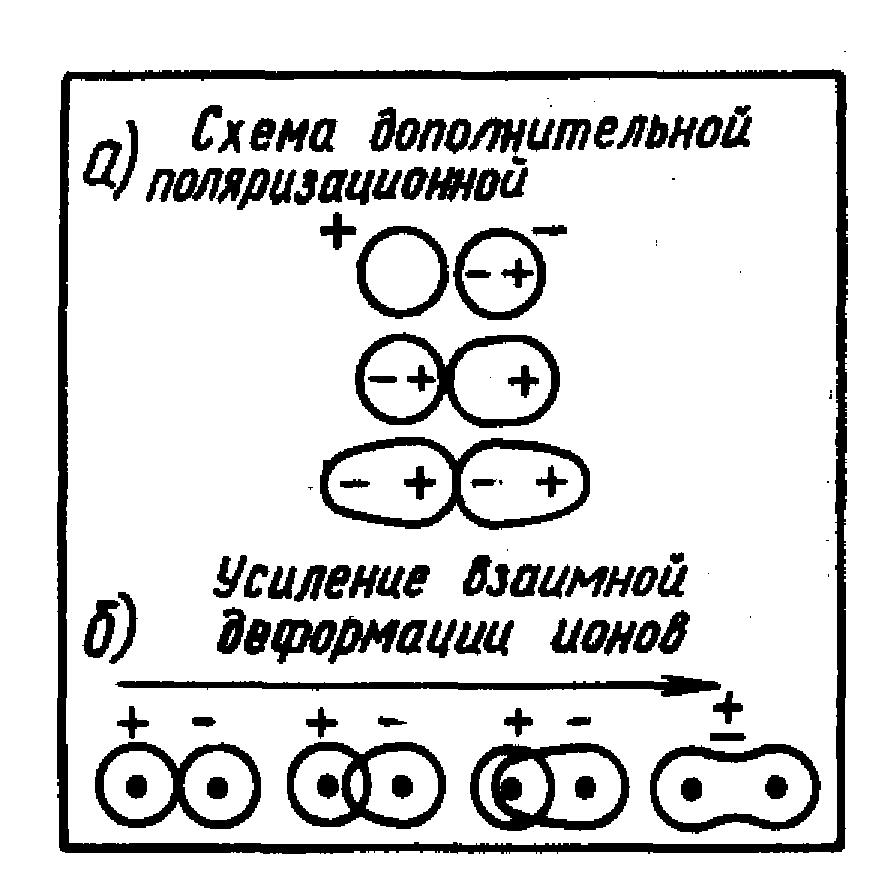 а) Схема дополнительной
поляризационной
+ −
− +
− + +
− + − +
Усиление взаимной
б) деформации ионов
+ − + − + − + −